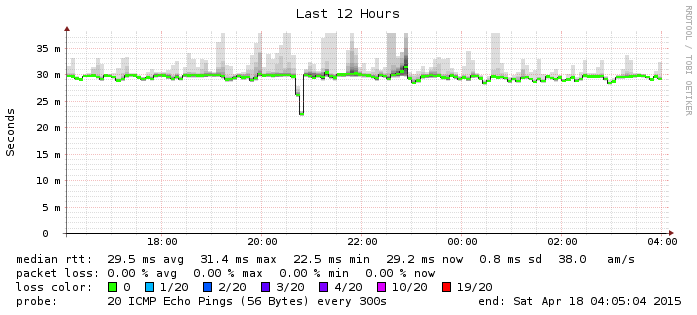 Last 12 Hours
RRDTOOL / TOBI OETIKER
Seconds
35 m
30 m
25 m
20 m
15 m
10 m
5 m
0
18:00 20:00 22:00 00:00 02:00 04:00
median rtt: 29.5 ms avg 31.4 ms max 22.5 ms min 29.2 ms now 0.8 ms sd 38.0 am/s
packet loss: 0.00 % avg 0.00 % max 0.00 % min 0.00 % now
loss color: 0 1/20 2/20 3/20 4/20 10/20 19/20
probe: 20 ICMP Echo Pings (56 Bytes) every 300s end: Sat Apr 18 04:05:04 2015